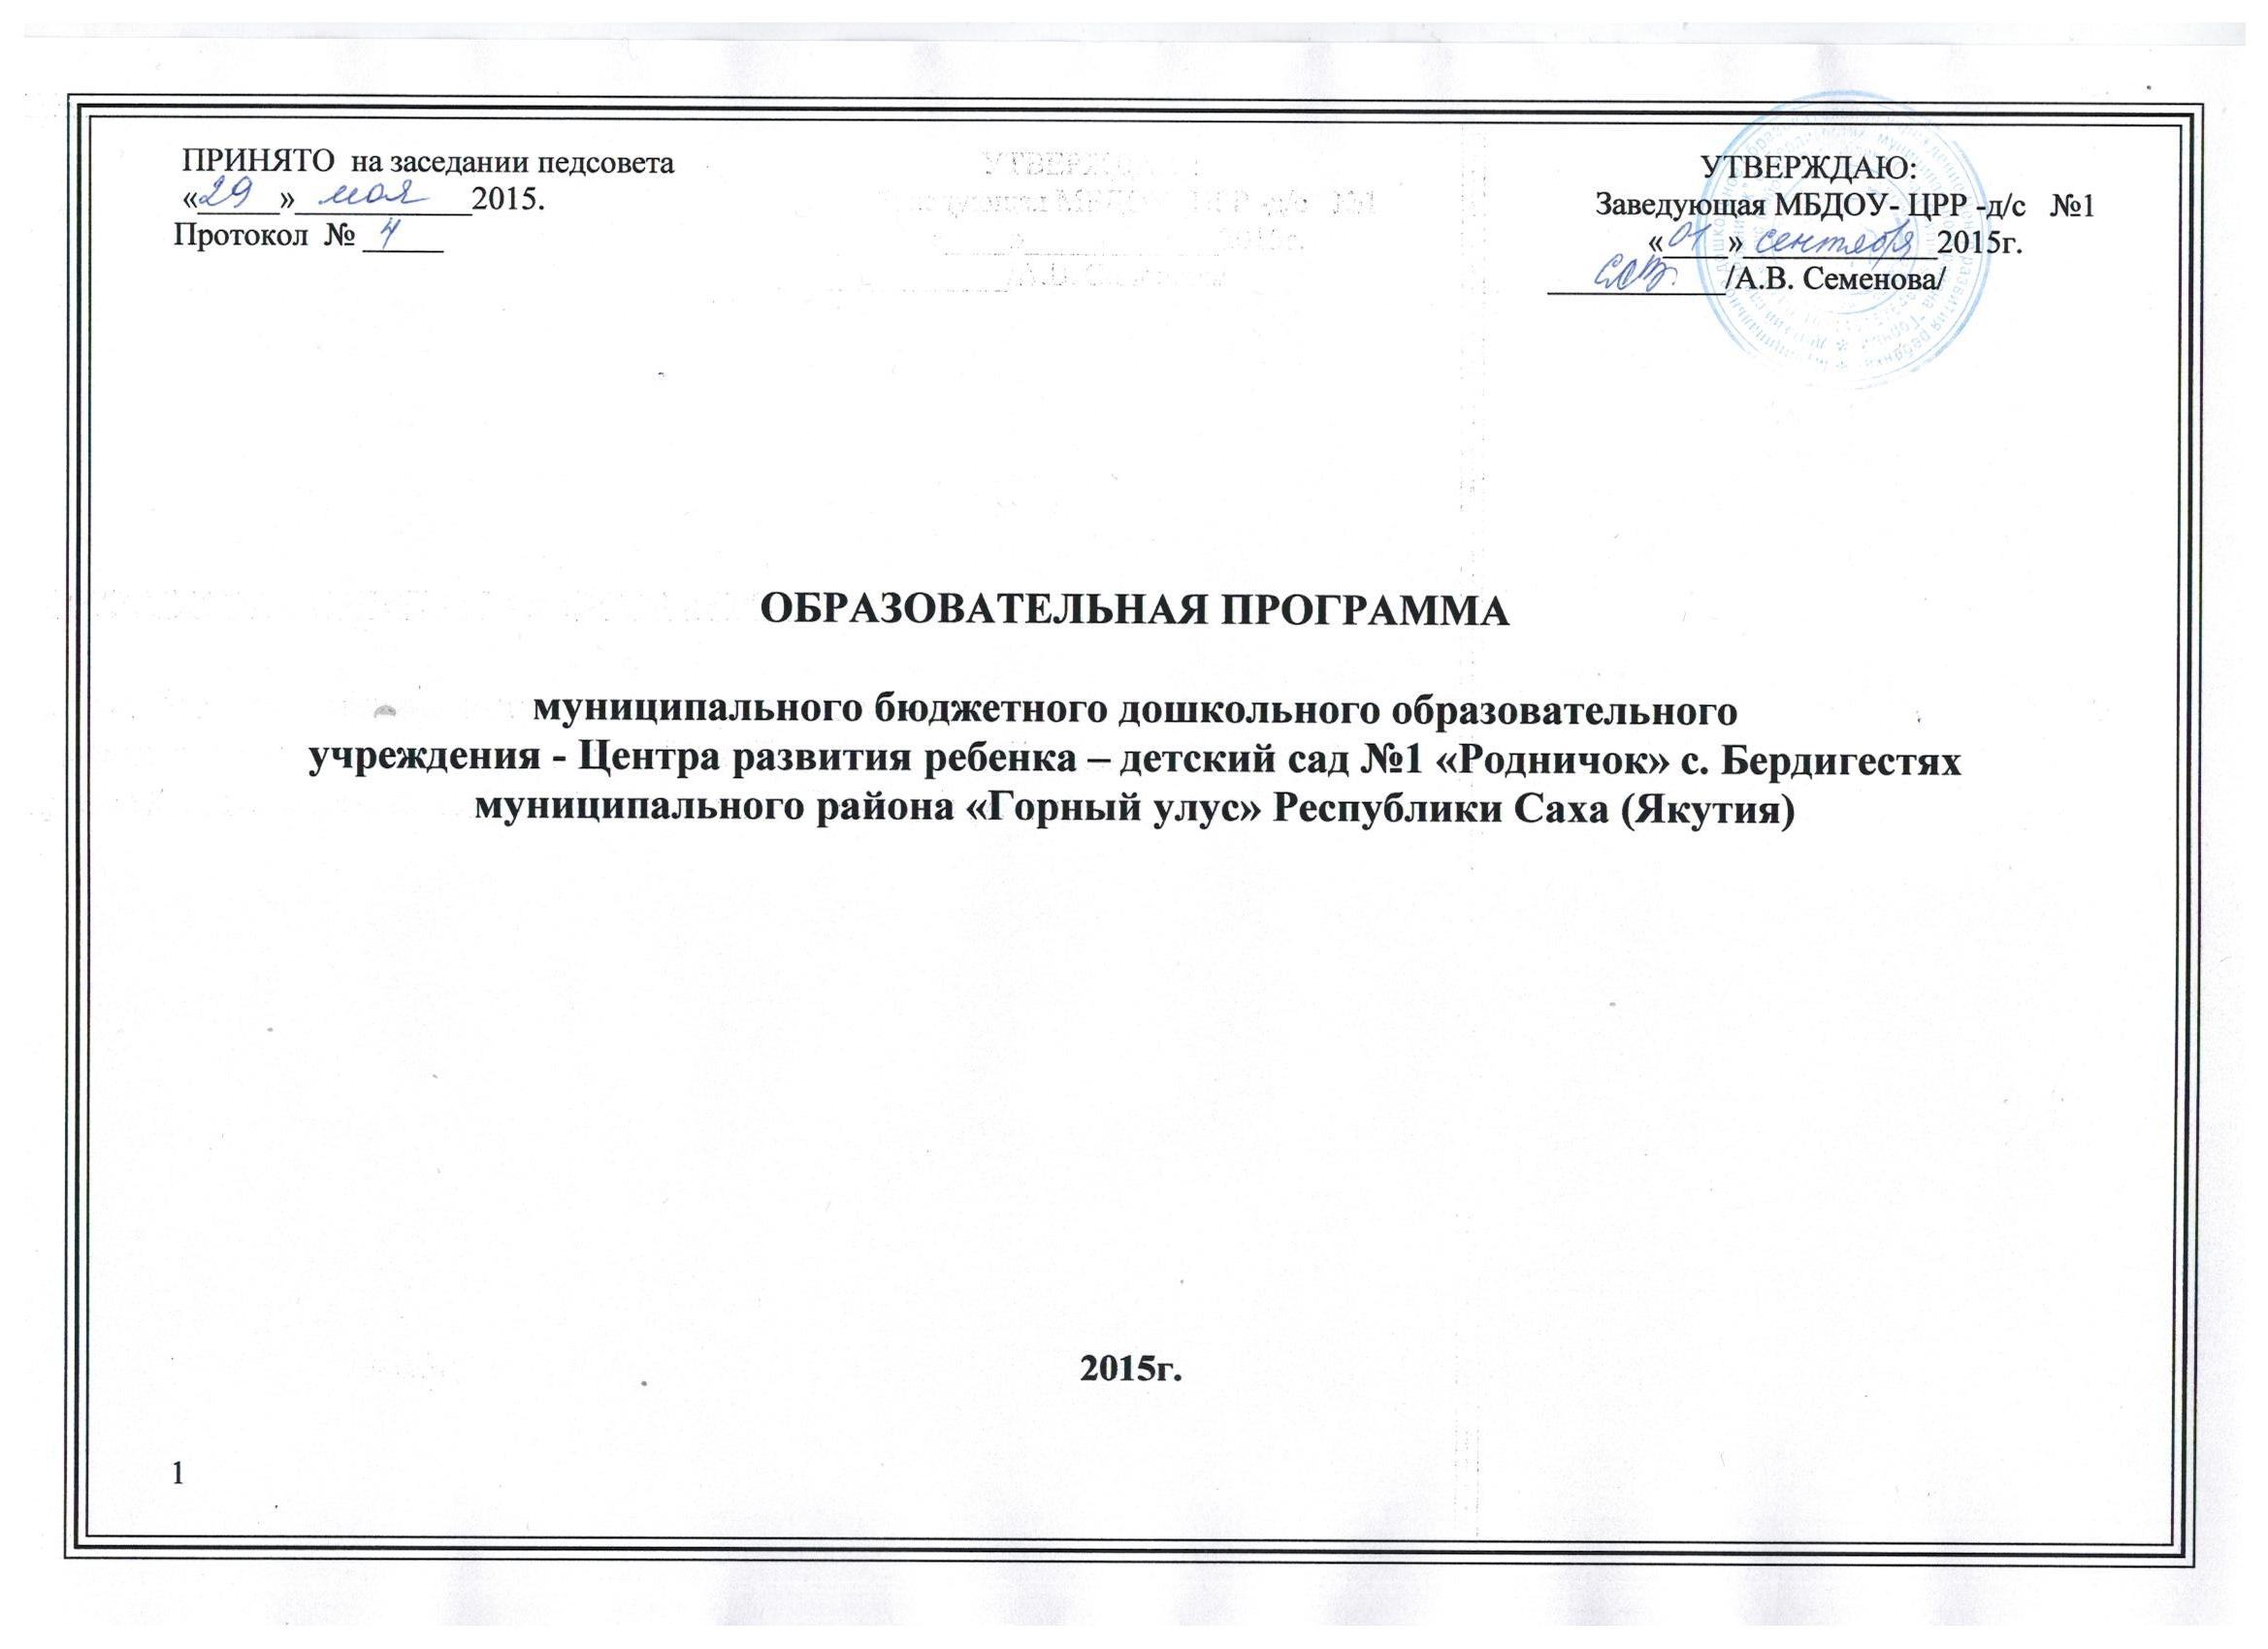 ПРИНЯТО на заседании педсовета
«29» мая 2015.
Протокол № 4
УТВЕРЖДАЮ:
Заведующая МБДОУ- ЦРР -д/с №1
«01» сентября 2015г.
/А.В. Семенова/
ОБРАЗОВАТЕЛЬНАЯ ПРОГРАММА
муниципального бюджетного дошкольного образовательного
учреждения - Центра развития ребенка – детский сад №1 «Родничок» с. Бердигестях
муниципального района «Горный улус» Республики Саха (Якутия)
2015г.
1